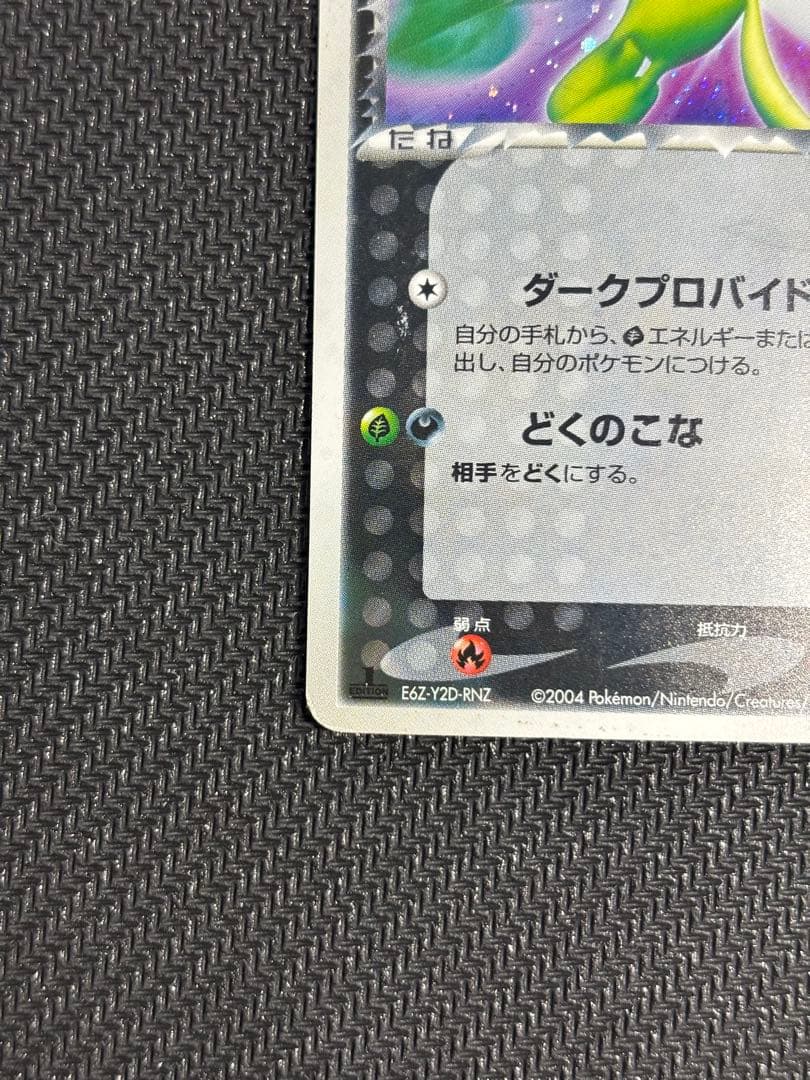 たね
ダークプロバイド
自分の手札から、エネルギーまたは
出し、自分のポケモンにつける。
どくのこな
相手をどくにする。
弱点
抵抗力
1
EDITION
E6Z-Y2D-RNZ
©2004 Pokémon/Nintendo/Creatures